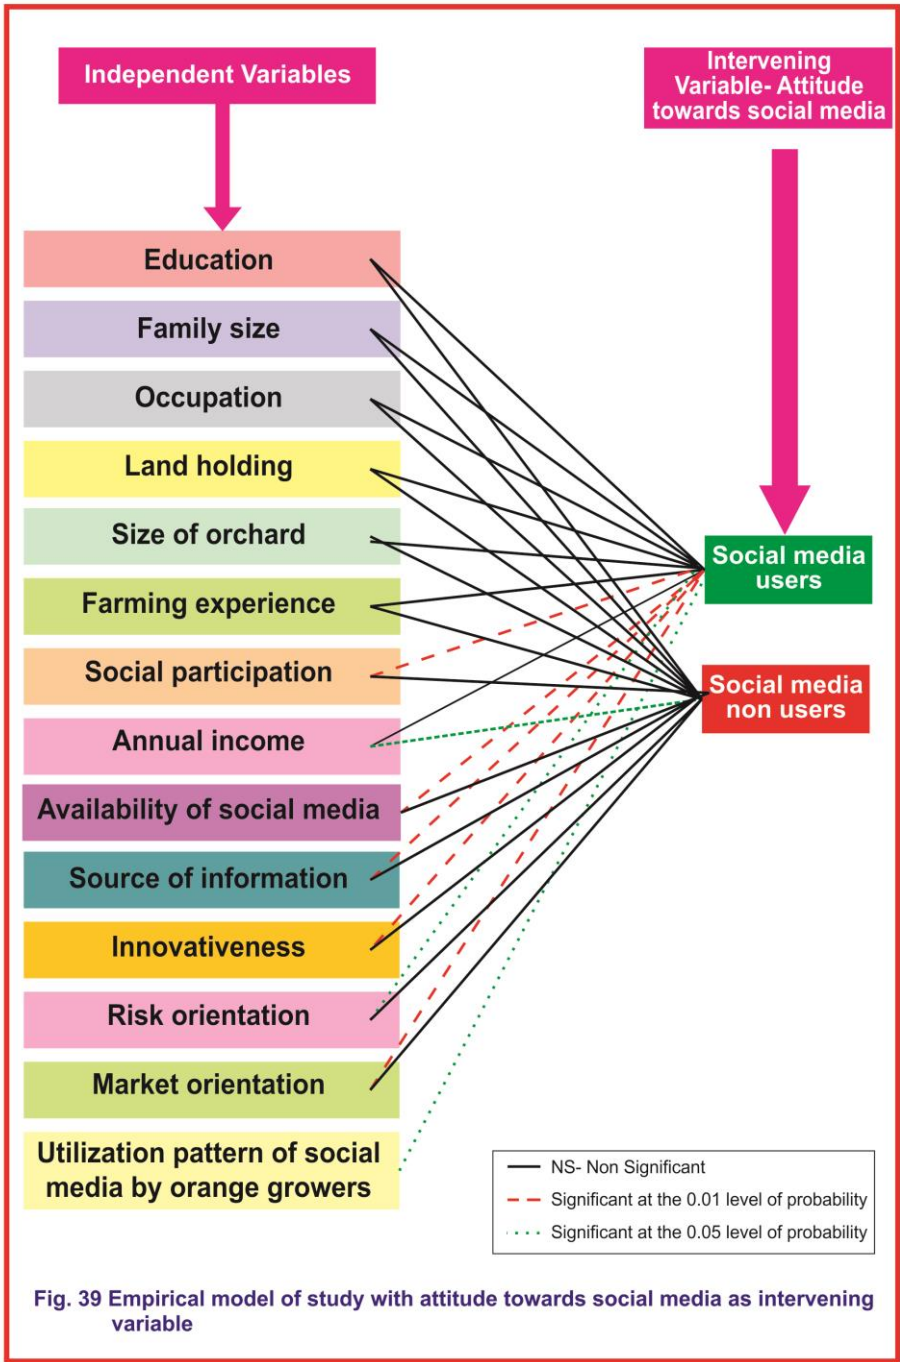 Independent Variables
Intervening
Variable- Attitude
towards social media
Education
Family size
Occupation
Land holding
Size of orchard
Farming experience
Social participation
Annual income
Availability of social media
Source of information
Innovativeness
Risk orientation
Market orientation
Utilization pattern of social
media by orange growers
Social media
users
Social media
non users
NS- Non Significant
Significant at the 0.01 level of probability
Significant at the 0.05 level of probability
Fig. 39 Empirical model of study with attitude towards social media as intervening
variable